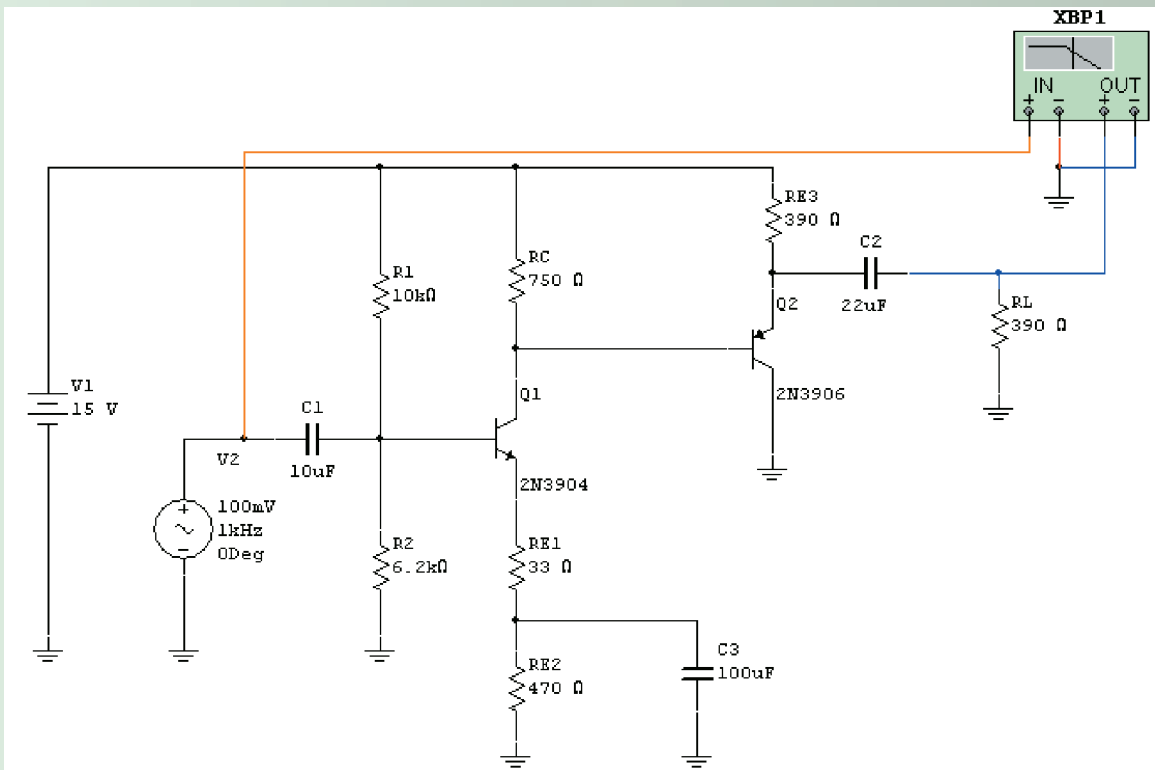 XBP1
IN OUT
+ - + -
RE3
390 Ω
C2
22uF
RC
750 Ω
R1
10kΩ
Q2
RL
390 Ω
2N3906
V1
15 V
Q1
C1
10uF
V2
2N3904
100mV
1kHz
0Deg
+
-
R2
6.2kΩ
RE1
33 Ω
C3
100uF
RE2
470 Ω